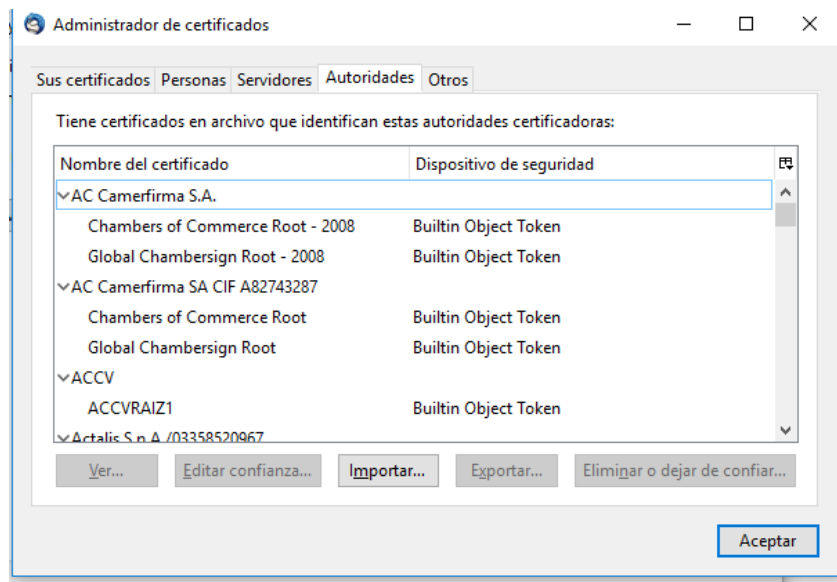 Administrador de certificados
Sus certificados Personas Servidores Autoridades Otros
Tiene certificados en archivo que identifican estas autoridades certificadoras:
Nombre del certificado Dispositivo de seguridad
AC Camerfirma S.A.
Chambers of Commerce Root - 2008 Builtin Object Token
Global Chambersign Root - 2008 Builtin Object Token
AC Camerfirma SA CIF A82743287
Chambers of Commerce Root Builtin Object Token
Global Chambersign Root Builtin Object Token
ACCV
ACCVRAIZ1 Builtin Object Token
Actalis S.p.A./03358520967
Ver... Editar confianza... Importar... Exportar... Eliminar o dejar de confiar...
Aceptar